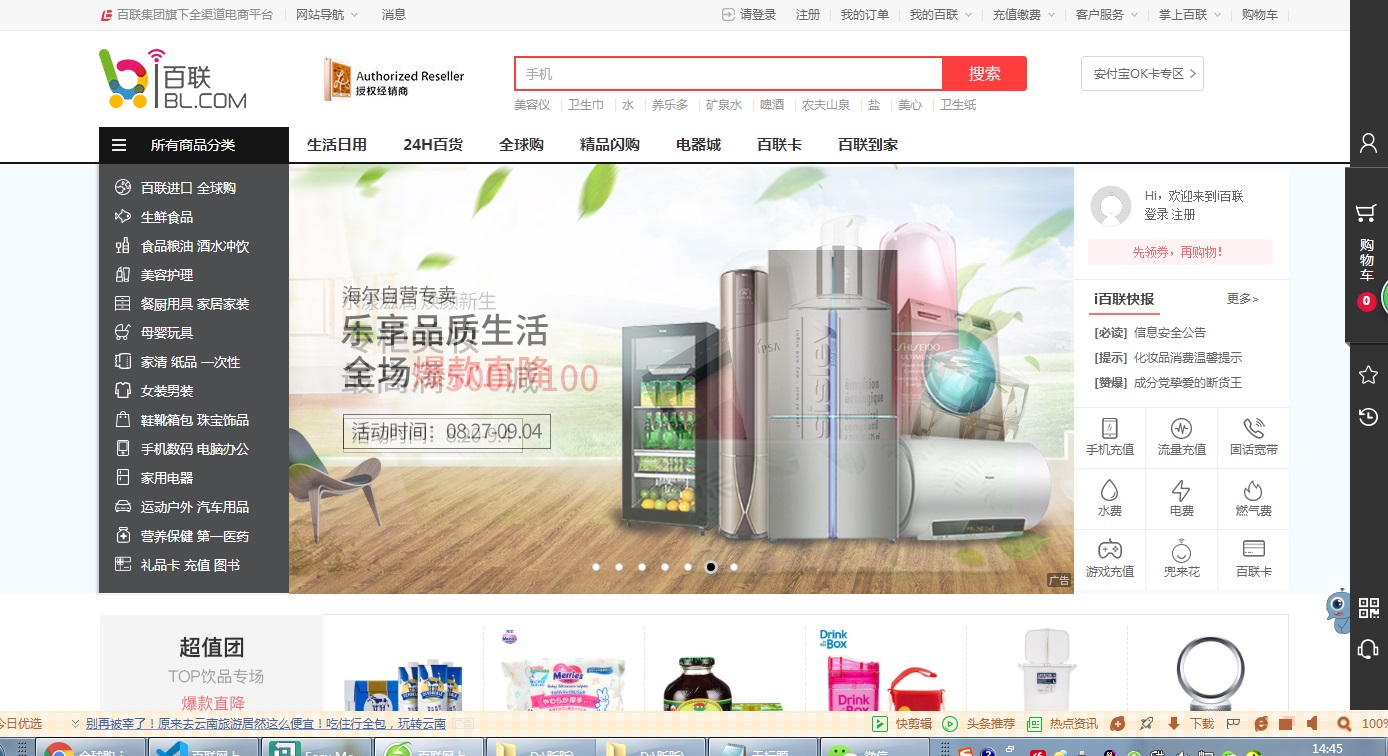 百联集团旗下全渠道电商平台 网站导航 消息 请登录 注册 我的订单 我的百联 充值缴费 客户服务 掌上百联 购物车
百联
BL.COM
Authorized Reseller
授权经销商
手机 搜索
安付宝OK卡专区
美容仪 卫生巾 水 养乐多 矿泉水 啤酒 农夫山泉 盐 美心 卫生纸
所有商品分类 生活日用 24H百货 全球购 精品闪购 电器城 百联卡 百联到家
百联进口 全球购
生鲜食品
食品粮油 酒水冲饮
美容护理
餐厨用具 家居家装
母婴玩具
家清 纸品 一次性
女装男装
鞋靴箱包 珠宝饰品
手机数码 电脑办公
家用电器
运动户外 汽车用品
营养保健 第一医药
礼品卡 充值 图书
海尔自营专卖
乐享品质生活
全场爆款直降
活动时间：08.27-09.04
sisley
IPSA
SHISEIDO
广告
Hi，欢迎来到i百联
登录 注册
先领券，再购物！
i百联快报 更多>
[必读] 信息安全公告
[提示] 化妆品消费温馨提示
[赞爆] 成分党挚爱的断货王
手机充值 流量充值 固话宽带
水费 电费 燃气费
游戏充值 兜来花 百联卡
购物车
0
超值团
TOP饮品专场
爆款直降
Merries
Drink in the Box
Drink in the Box
今日优选 别再被宰了！原来去云南旅游居然这么便宜！吃住行全包，玩转云南
快剪辑 头条推荐 热点资讯 下载 100%
百联网上
微信
14:45